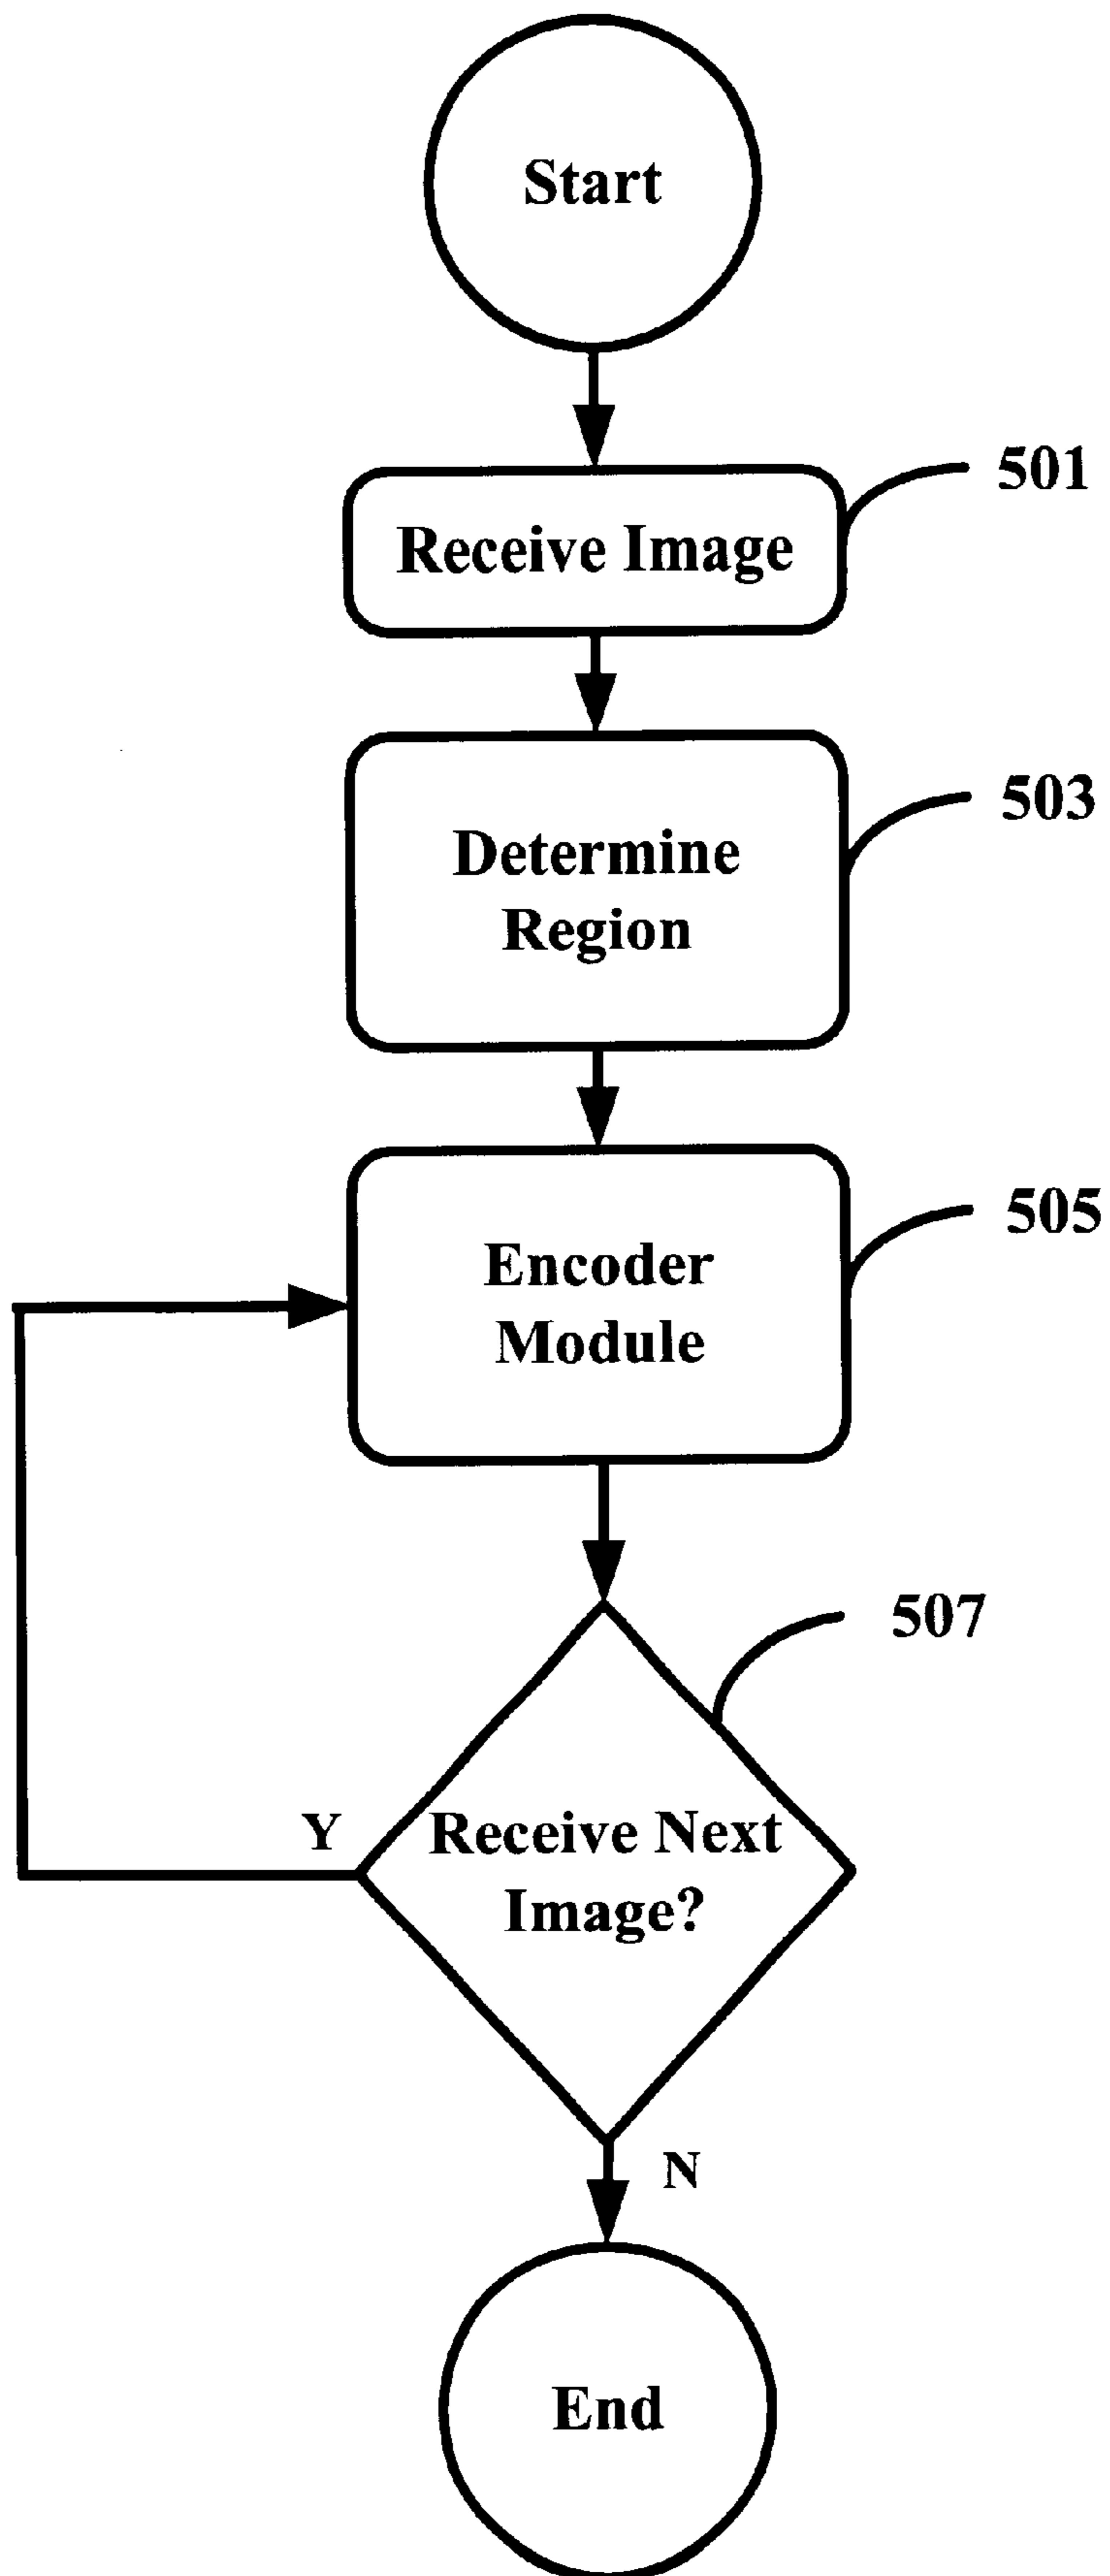 Start
501
Receive Image
503
Determine
Region
505
Encoder
Module
507
Y
Receive Next
Image?
N
End